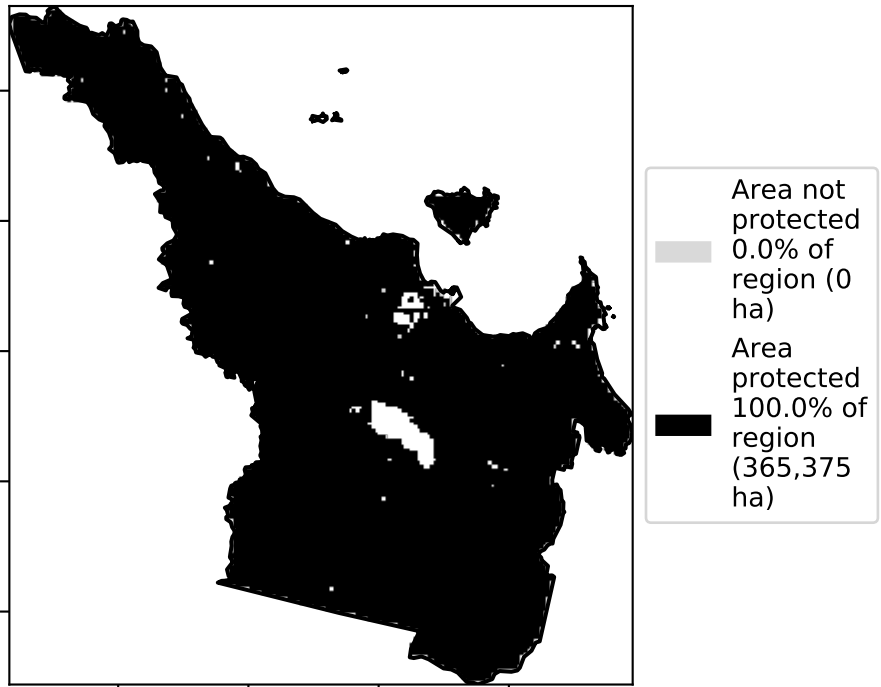 Area not
protected
0.0% of
region (0
ha)
Area
protected
100.0% of
region
(365,375
ha)